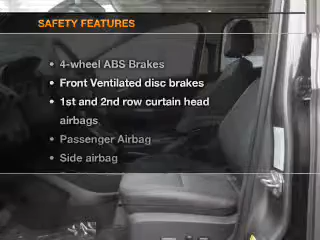 SAFETY FEATURES
• 4-wheel ABS Brakes
• Front Ventilated disc brakes
• 1st and 2nd row curtain head
airbags
• Passenger Airbag
• Side airbag